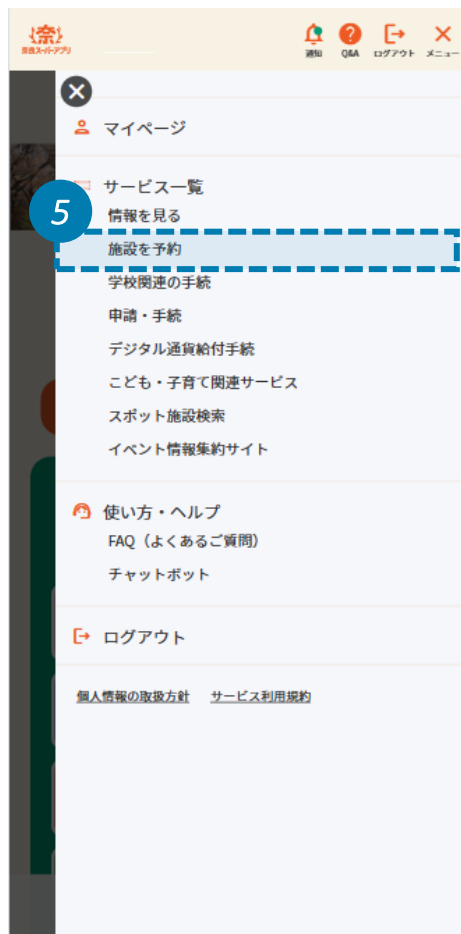 奈
奈良スーパーアプリ
通知 Q&A ログアウト メニュー
マイページ
サービス一覧
5
情報を見る
施設を予約
学校関連の手続
申請・手続
デジタル通貨給付手続
こども・子育て関連サービス
スポット施設検索
イベント情報集約サイト
使い方・ヘルプ
FAQ（よくあるご質問）
チャットボット
ログアウト
個人情報の取扱方針 サービス利用規約